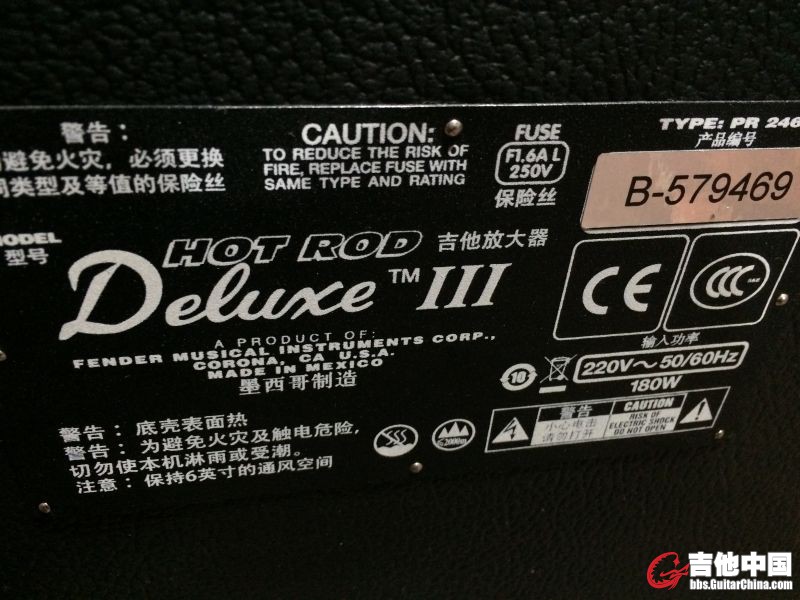 警告：
避免火灾，必须更换
同类型及等值的保险丝
CAUTION:
TO REDUCE THE RISK OF
FIRE, REPLACE FUSE WITH
SAME TYPE AND RATING
FUSE
F1.6A L
250V
保险丝
TYPE: PR 246
产品编号
B-579469
MODEL
型号
HOT ROD 吉他放大器
Deluxe™ III
A PRODUCT OF:
FENDER MUSICAL INSTRUMENTS CORP.,
CORONA, CA U.S.A.
MADE IN MEXICO
墨西哥制造
CE
CCC
S&E
输入功率
220V～50/60Hz
180W
10
警告：底壳表面热
警告：为避免火灾及触电危险，
切勿使本机淋雨或受潮。
注意：保持6英寸的通风空间
≤2000m
警告
小心电击
请勿打开
CAUTION
RISK OF
ELECTRIC SHOCK
DO NOT OPEN
吉他中国
bbs.GuitarChina.com